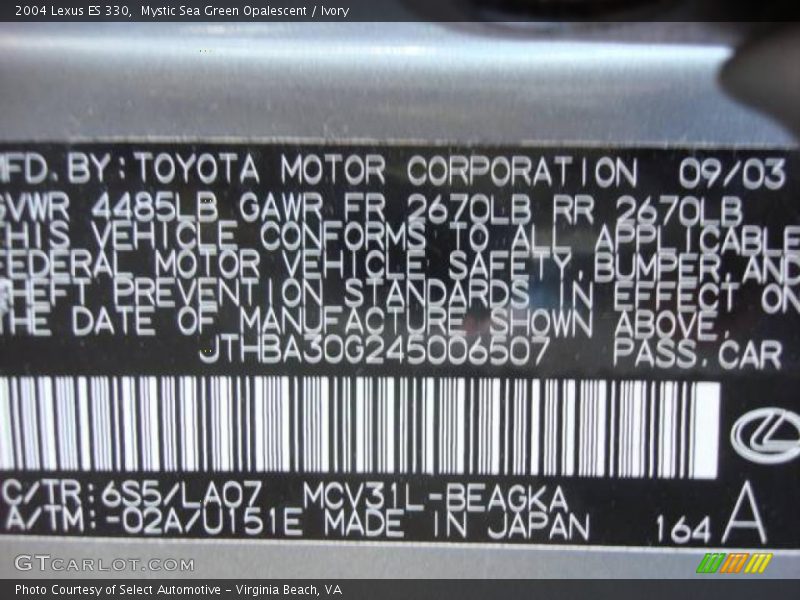 2004 Lexus ES 330,  Mystic Sea Green Opalescent / Ivory
MFD.BY:TOYOTA MOTOR CORPORATION 09/03
GVWR 4485LB GAWR FR 2670LB RR 2670LB
THIS VEHICLE CONFORMS TO ALL APPLICABLE
FEDERAL MOTOR VEHICLE SAFETY,BUMPER,AND
THEFT PREVENTION STANDARDS IN EFFECT ON
THE DATE OF MANUFACTURE SHOWN ABOVE.
JTHBA30G245006507 PASS.CAR
C/TR:6S5/LA07 MCV31L-BEAGKA
A/TM:-02A/U151E MADE IN JAPAN 164 A
GTCARLOT.COM
Photo Courtesy of Select Automotive - Virginia Beach, VA